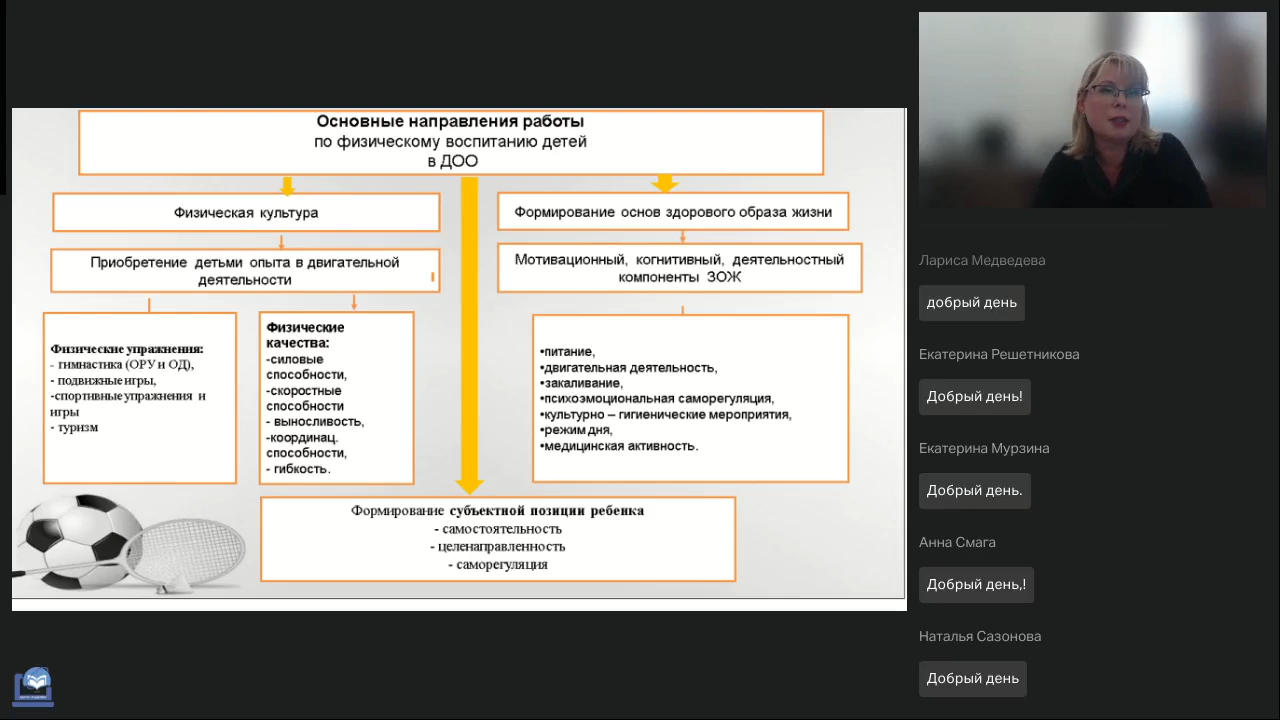 Основные направления работы
по физическому воспитанию детей
в ДОО
Физическая культура
Формирование основ здорового образа жизни
Приобретение детьми опыта в двигательной
деятельности
Мотивационный, когнитивный, деятельностный
компоненты ЗОЖ
Физические упражнения:
- гимнастика (ОРУ и ОД),
- подвижные игры,
-спортивные упражнения и
игры
- туризм
Физические
качества:
-силовые
способности,
-скоростные
способности
- выносливость,
-координац.
способности,
- гибкость.
•питание,
•двигательная деятельность,
•закаливание,
•психоэмоциональная саморегуляция,
•культурно – гигиенические мероприятия,
•режим дня,
•медицинская активность.
Формирование субъектной позиции ребенка
- самостоятельность
- целенаправленность
- саморегуляция
Лариса Медведева
добрый день
Екатерина Решетникова
Добрый день!
Екатерина Мурзина
Добрый день.
Анна Смага
Добрый день,!
Наталья Сазонова
Добрый день